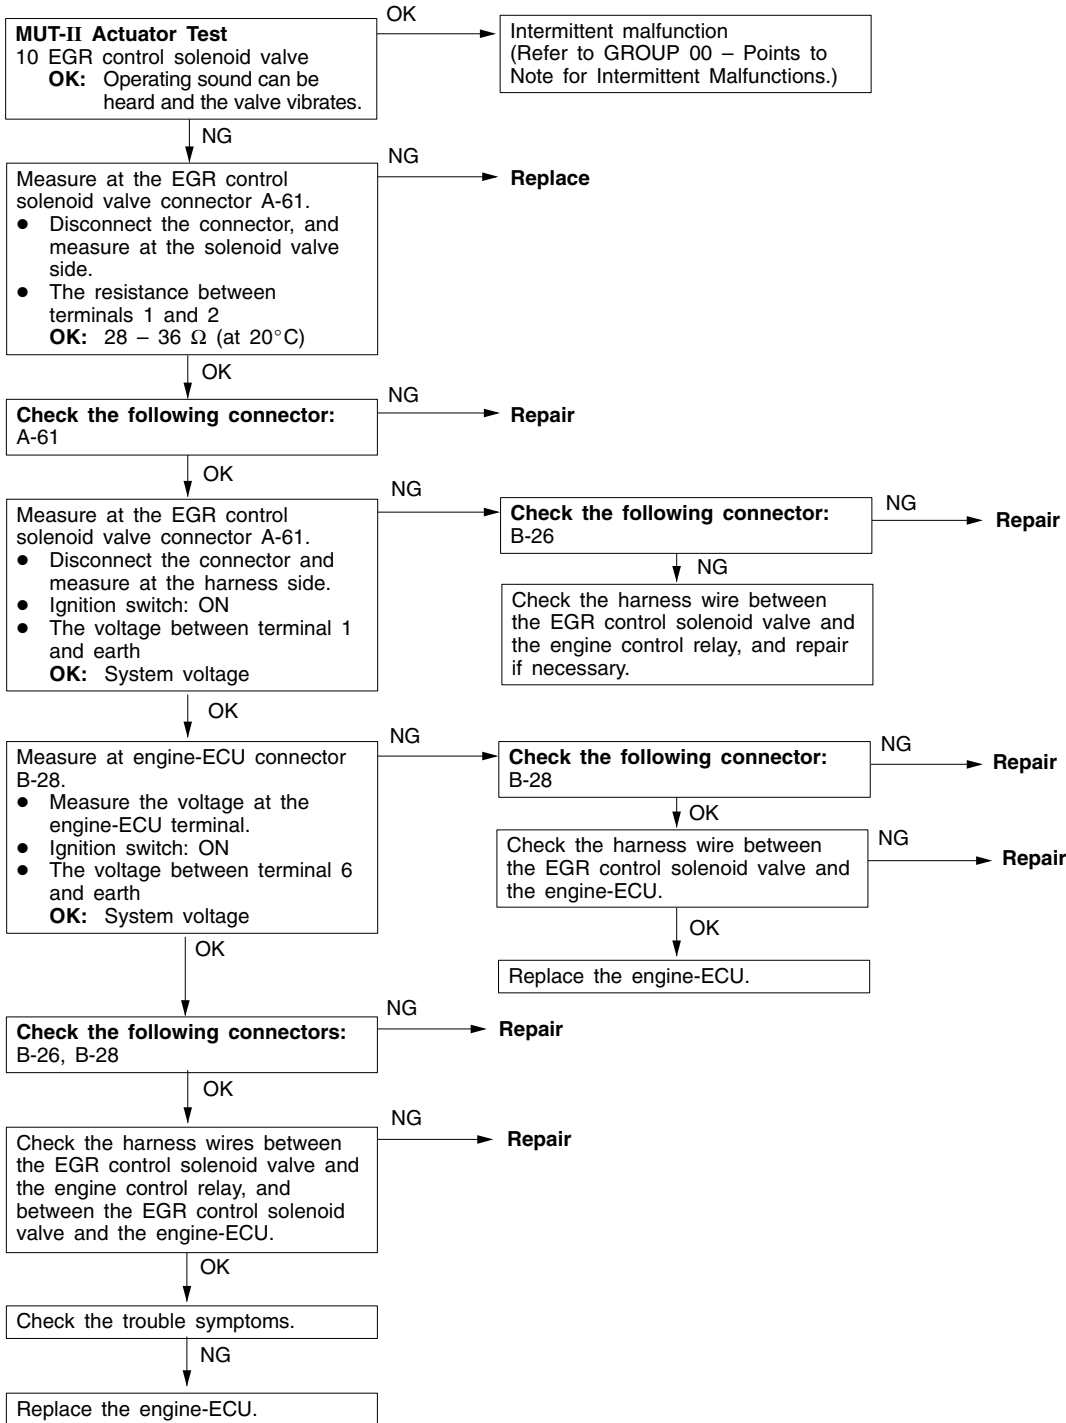 MUT-II Actuator Test
10 EGR control solenoid valve
OK: Operating sound can be
heard and the valve vibrates.
OK
Intermittent malfunction
(Refer to GROUP 00 – Points to
Note for Intermittent Malfunctions.)
NG
Measure at the EGR control
solenoid valve connector A-61.
● Disconnect the connector, and
measure at the solenoid valve
side.
● The resistance between
terminals 1 and 2
OK: 28 – 36 Ω (at 20°C)
NG
Replace
OK
Check the following connector:
A-61
NG
Repair
OK
Measure at the EGR control
solenoid valve connector A-61.
● Disconnect the connector and
measure at the harness side.
● Ignition switch: ON
● The voltage between terminal 1
and earth
OK: System voltage
NG
Check the following connector:
B-26
NG
Repair
NG
Check the harness wire between
the EGR control solenoid valve and
the engine control relay, and repair
if necessary.
OK
Measure at engine-ECU connector
B-28.
● Measure the voltage at the
engine-ECU terminal.
● Ignition switch: ON
● The voltage between terminal 6
and earth
OK: System voltage
NG
Check the following connector:
B-28
NG
Repair
OK
Check the harness wire between
the EGR control solenoid valve and
the engine-ECU.
NG
Repair
OK
Replace the engine-ECU.
OK
Check the following connectors:
B-26, B-28
NG
Repair
OK
Check the harness wires between
the EGR control solenoid valve and
the engine control relay, and
between the EGR control solenoid
valve and the engine-ECU.
NG
Repair
OK
Check the trouble symptoms.
NG
Replace the engine-ECU.